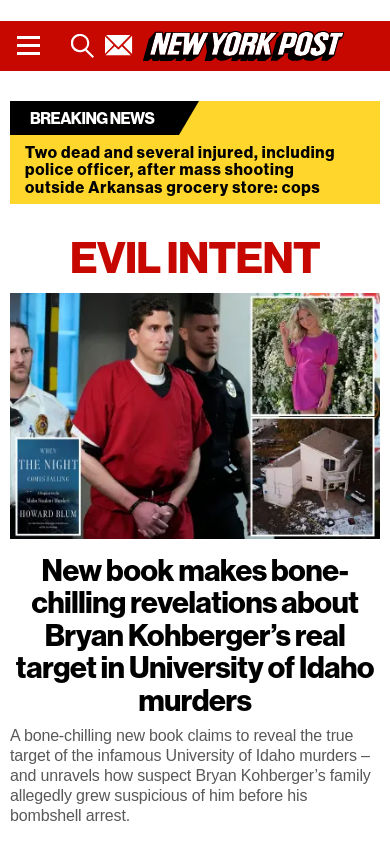 NEW YORK POST
BREAKING NEWS
Two dead and several injured, including
police officer, after mass shooting
outside Arkansas grocery store: cops
EVIL INTENT
WHEN
THE NIGHT
COMES FALLING
HOWARD BLUM
New book makes bone-
chilling revelations about
Bryan Kohberger’s real
target in University of Idaho
murders
A bone-chilling new book claims to reveal the true
target of the infamous University of Idaho murders –
and unravels how suspect Bryan Kohberger’s family
allegedly grew suspicious of him before his
bombshell arrest.